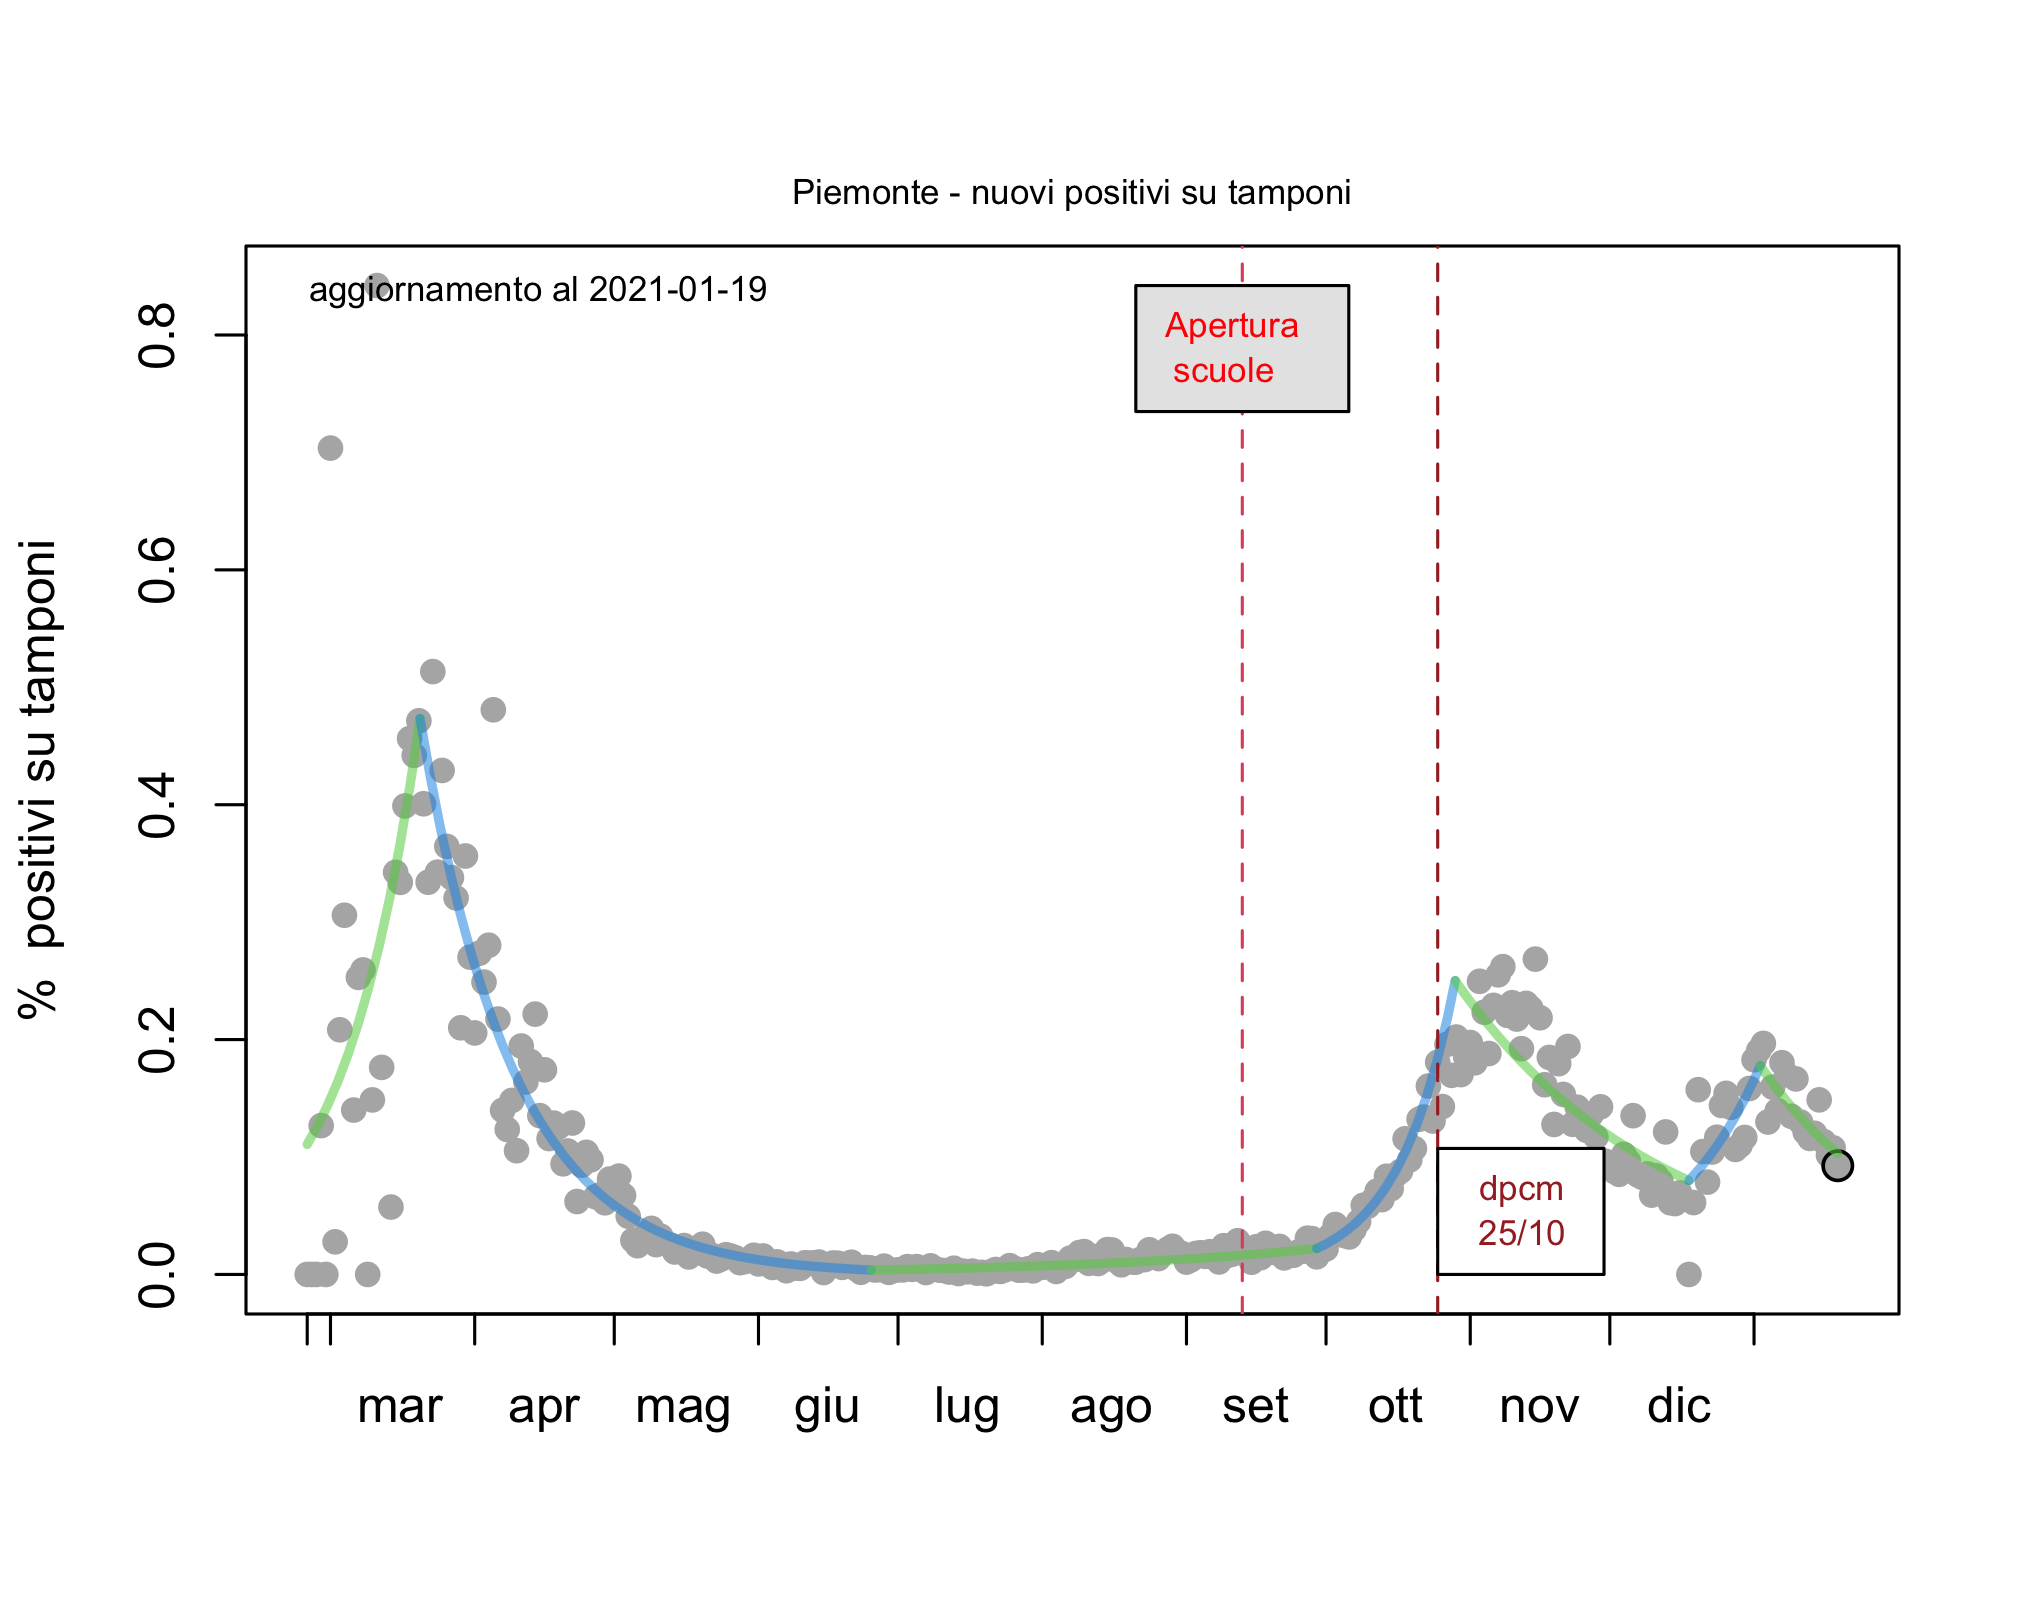 Piemonte - nuovi positivi su tamponi
aggiornamento al 2021-01-19
Apertura
scuole
dpcm
25/10
% positivi su tamponi
0.8
0.6
0.4
0.2
0.0
mar apr mag giu lug ago set ott nov dic